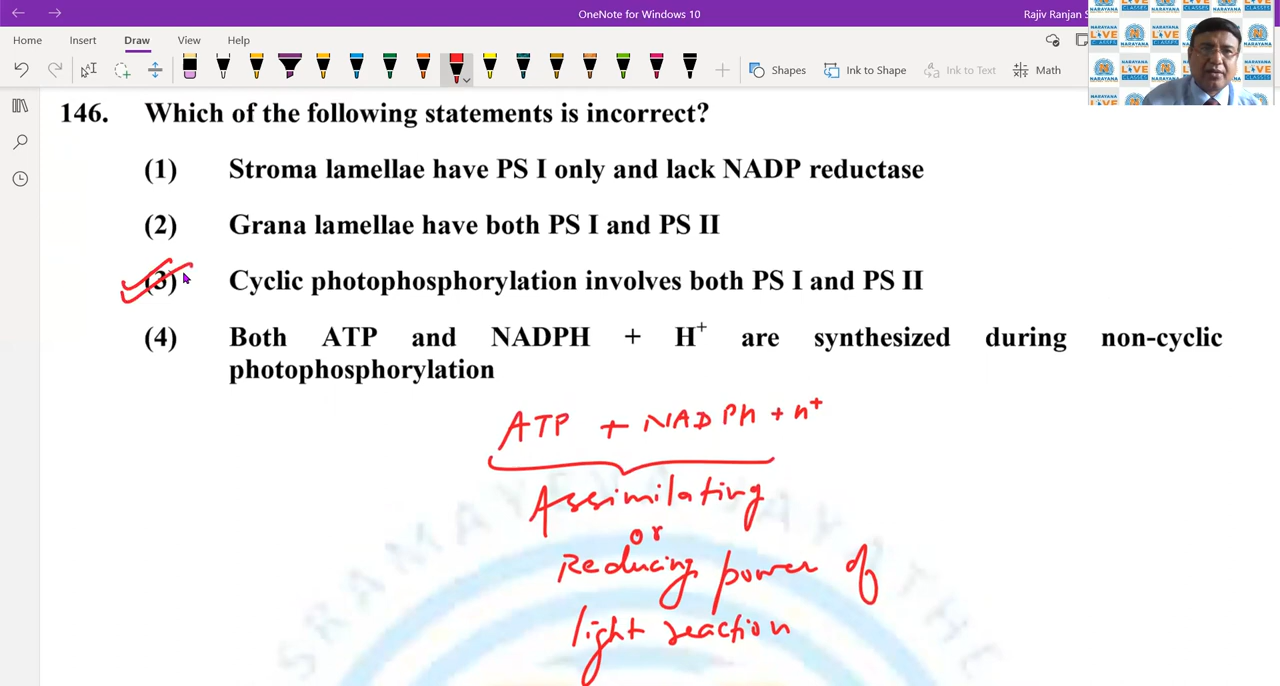 OneNote for Windows 10
Rajiv Ranjan S
Home Insert Draw View Help
Shapes Ink to Shape Ink to Text Math
146. Which of the following statements is incorrect?
(1) Stroma lamellae have PS I only and lack NADP reductase
(2) Grana lamellae have both PS I and PS II
(3) Cyclic photophosphorylation involves both PS I and PS II
(4) Both ATP and NADPH + H⁺ are synthesized during non-cyclic
photophosphorylation
ATP + NADPH + H⁺
Assimilating
or
Reducing power of
light reaction
SRAMAYEVA JAYATHE